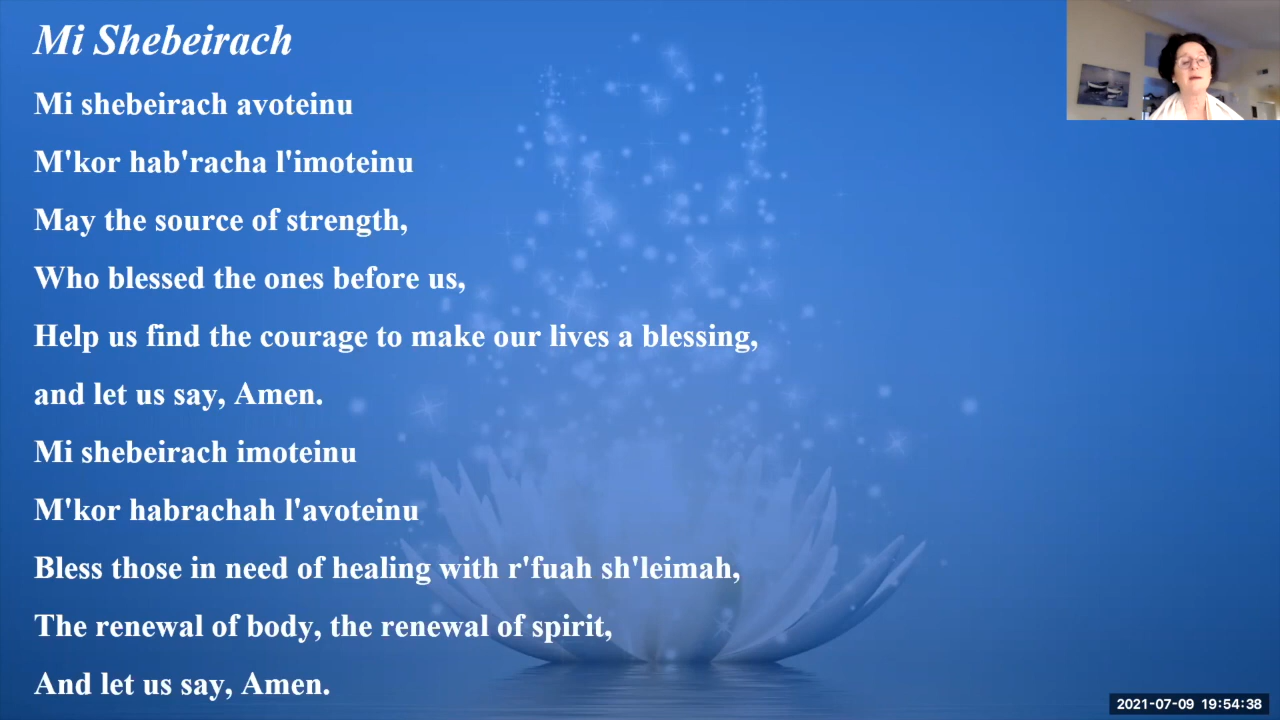 Mi Shebeirach
Mi shebeirach avoteinu
M'kor hab'racha l'imoteinu
May the source of strength,
Who blessed the ones before us,
Help us find the courage to make our lives a blessing,
and let us say, Amen.
Mi shebeirach imoteinu
M'kor habrachah l'avoteinu
Bless those in need of healing with r'fuah sh'leimah,
The renewal of body, the renewal of spirit,
And let us say, Amen.
2021-07-09 19:54:38